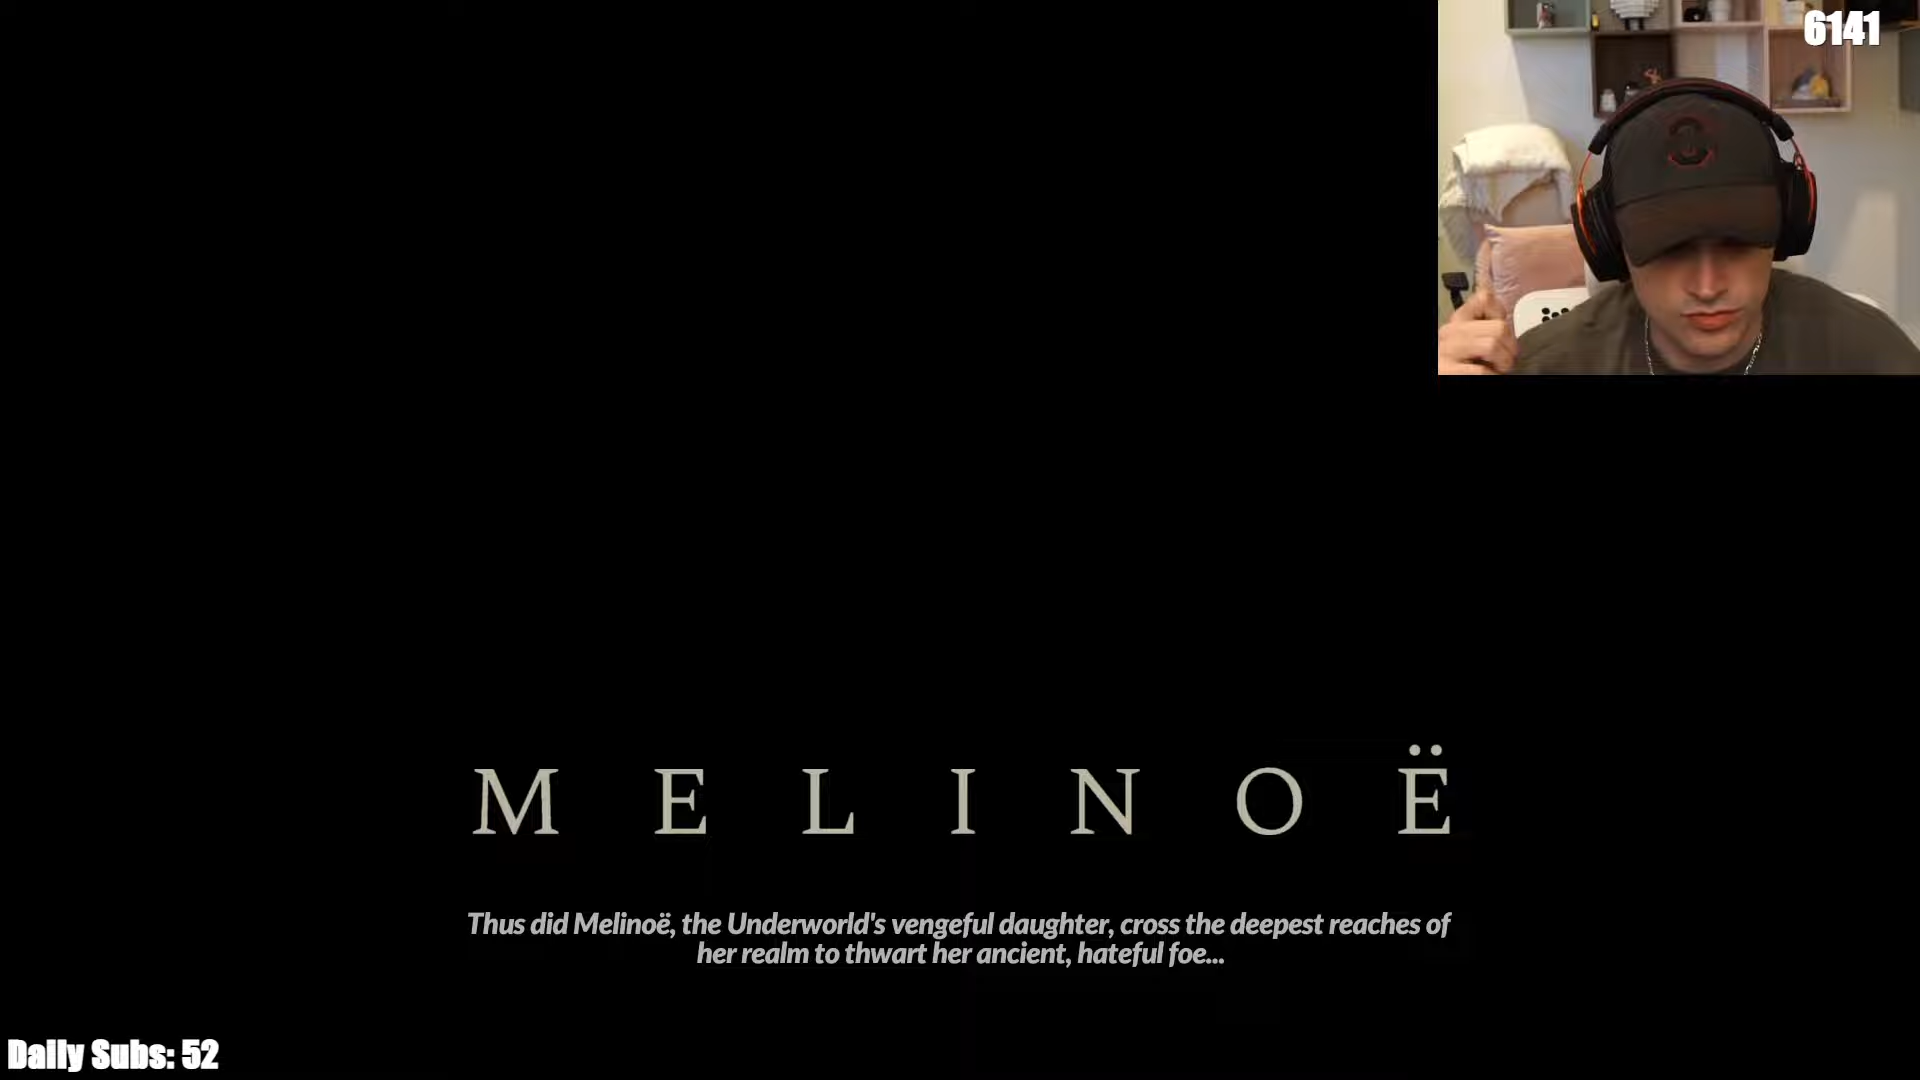 6141
M E L I N O Ë
Thus did Melinoë, the Underworld's vengeful daughter, cross the deepest reaches of
her realm to thwart her ancient, hateful foe...
Daily Subs: 52